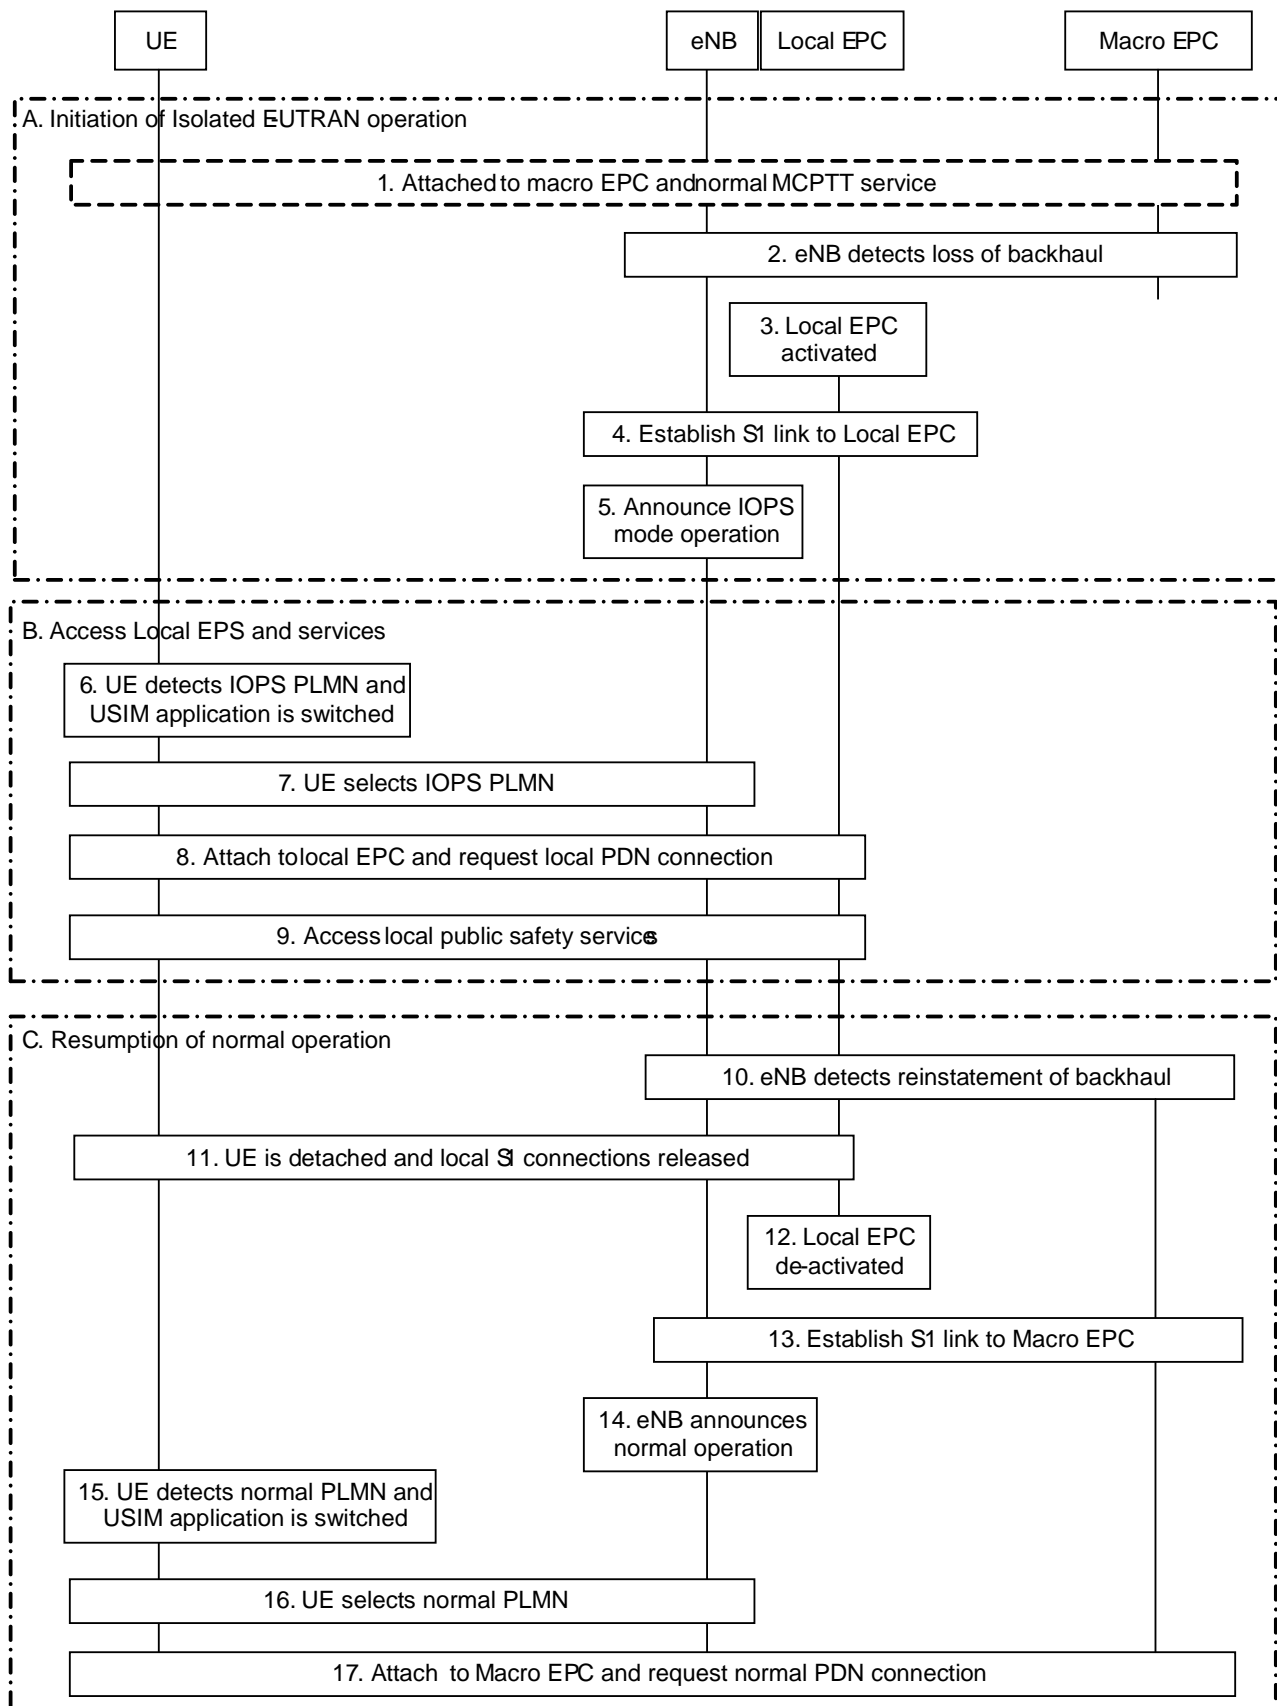 UE
eNB
Local EPC
Macro EPC
A. Initiation of Isolated E-UTRAN operation
1. Attached to macro EPC and normal MCPTT service
2. eNB detects loss of backhaul
3. Local EPC
activated
4. Establish S1 link to Local EPC
5. Announce IOPS
mode operation
B. Access Local EPS and services
6. UE detects IOPS PLMN and
USIM application is switched
7. UE selects IOPS PLMN
8. Attach to local EPC and request local PDN connection
9. Access local public safety services
C. Resumption of normal operation
10. eNB detects reinstatement of backhaul
11. UE is detached and local S1 connections released
12. Local EPC
de-activated
13. Establish S1 link to Macro EPC
14. eNB announces
normal operation
15. UE detects normal PLMN and
USIM application is switched
16. UE selects normal PLMN
17. Attach to Macro EPC and request normal PDN connection